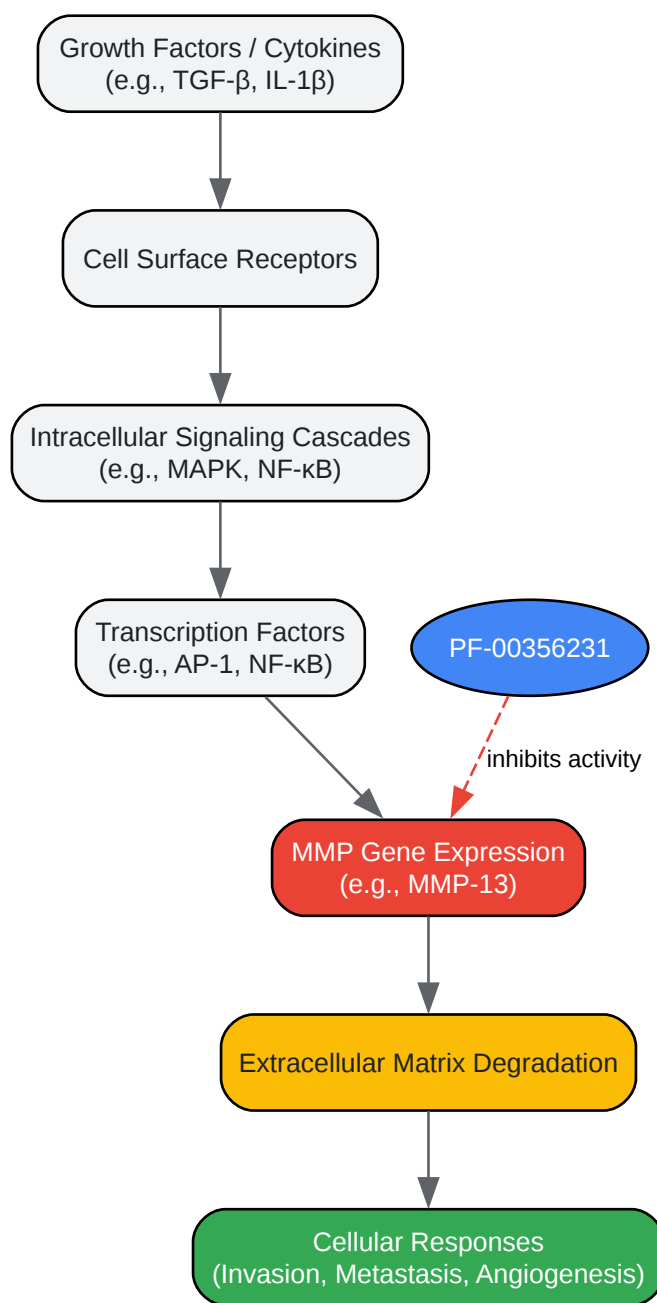 Growth Factors / Cytokines
(e.g., TGF-β, IL-1β)
Cell Surface Receptors
Intracellular Signaling Cascades
(e.g., MAPK, NF-κB)
Transcription Factors
(e.g., AP-1, NF-κB)
PF-00356231
inhibits activity
MMP Gene Expression
(e.g., MMP-13)
Extracellular Matrix Degradation
Cellular Responses
(Invasion, Metastasis, Angiogenesis)